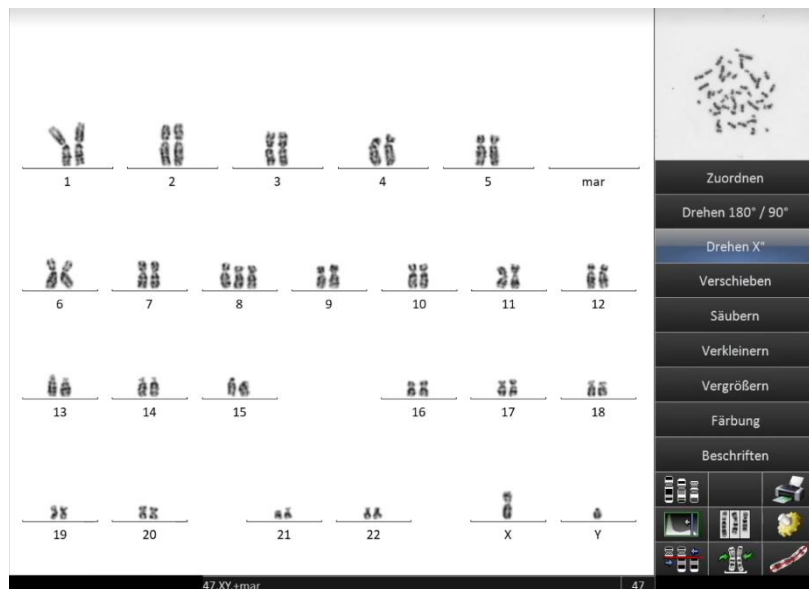 1 2 3 4 5 mar
6 7 8 9 10 11 12
13 14 15 16 17 18
19 20 21 22 X Y
Zuordnen
Drehen 180° / 90°
Drehen X°
Verschieben
Säubern
Verkleinern
Vergrößern
Färbung
Beschriften
47,XY,+mar 47